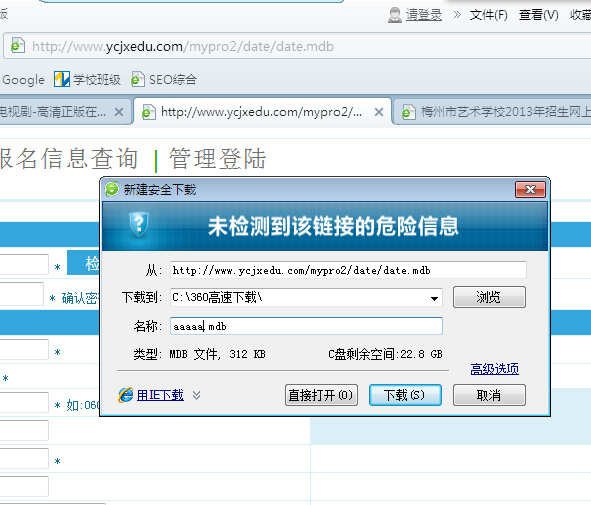 版
请登录 » 文件(F) 查看(V) 收藏
http://www.ycjxedu.com/mypro2/date/date.mdb
Google 学校班级 SEO综合
电视剧-高清正版在... http://www.ycjxedu.com/mypro2/... 梅州市艺术学校2013年招生网上
报名信息查询 | 管理登陆
新建安全下载
未检测到该链接的危险信息
* 检
从: http://www.ycjxedu.com/mypro2/date/date.mdb
* 确认密
下载到: C:\360高速下载\ 浏览
名称: aaaaa.mdb
* 类型: MDB 文件, 312 KB C盘剩余空间:22.8 GB
*
高级选项
* 如:060
用IE下载 直接打开(O) 下载(S) 取消
*